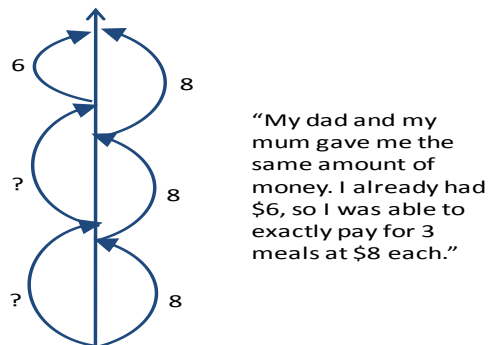 6
8
?
8
?
8
“My dad and my
mum gave me the
same amount of
money. I already had
$6, so I was able to
exactly pay for 3
meals at $8 each.”